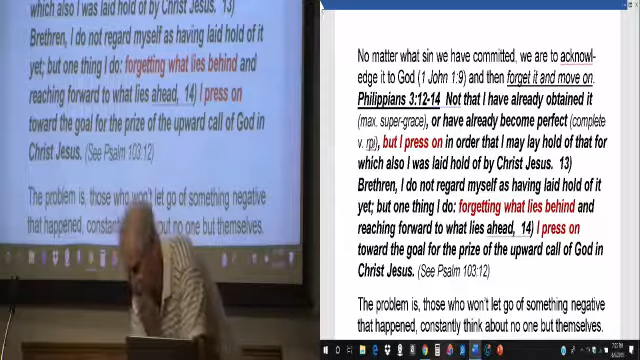 which also I was laid hold of by Christ Jesus. 13)
Brethren, I do not regard myself as having laid hold of it
yet; but one thing I do: forgetting what lies behind and
reaching forward to what lies ahead, 14) I press on
toward the goal for the prize of the upward call of God in
Christ Jesus. (See Psalm 103:12)
The problem is, those who won't let go of something negative
that happened, constantly think about no one but themselves.
No matter what sin we have committed, we are to acknowl-
edge it to God (1 John 1:9) and then forget it and move on.
Philippians 3:12-14 Not that I have already obtained it
(max. super-grace), or have already become perfect (complete
v. rpi), but I press on in order that I may lay hold of that for
which also I was laid hold of by Christ Jesus. 13)
Brethren, I do not regard myself as having laid hold of it
yet; but one thing I do: forgetting what lies behind and
reaching forward to what lies ahead, 14) I press on
toward the goal for the prize of the upward call of God in
Christ Jesus. (See Psalm 103:12)
The problem is, those who won't let go of something negative
that happened, constantly think about no one but themselves.